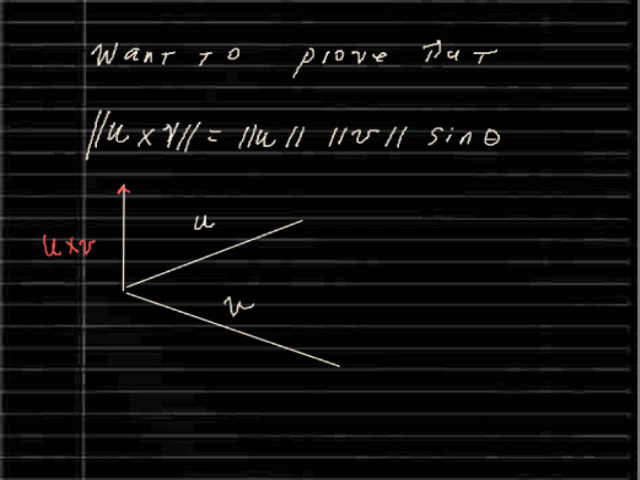 Want to prove that
||u x v|| = ||u|| ||v|| sin θ
u
u x v
v